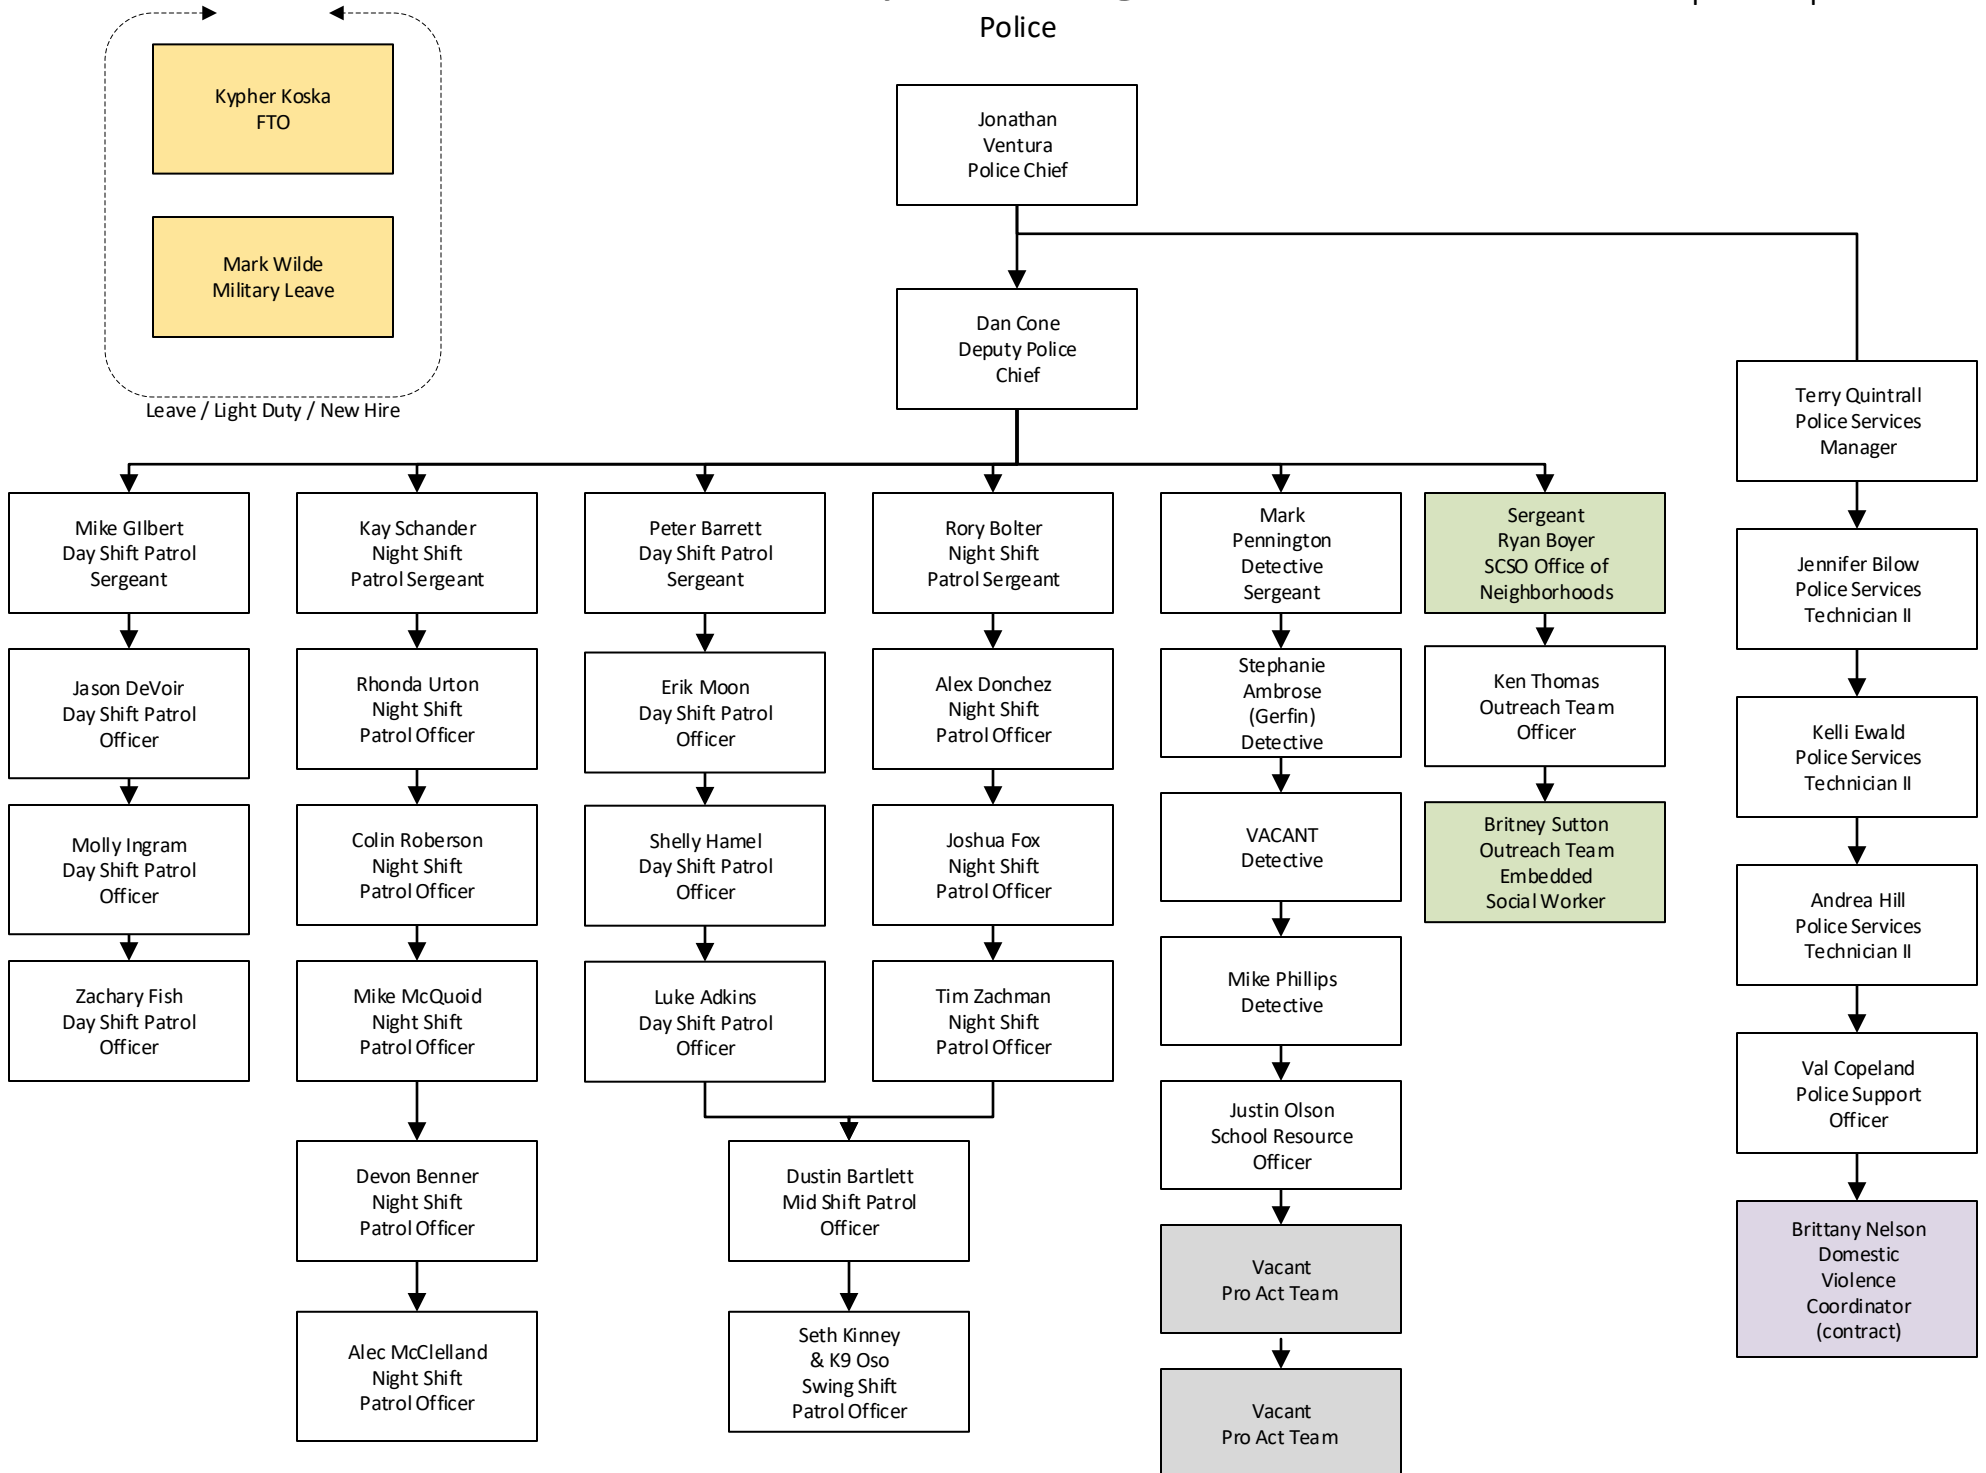 Police
Kypher Koska
FTO
Mark Wilde
Military Leave
Leave / Light Duty / New Hire
Jonathan
Ventura
Police Chief
Dan Cone
Deputy Police
Chief
Mike GIlbert
Day Shift Patrol
Sergeant
Jason DeVoir
Day Shift Patrol
Officer
Molly Ingram
Day Shift Patrol
Officer
Zachary Fish
Day Shift Patrol
Officer
Kay Schander
Night Shift
Patrol Sergeant
Rhonda Urton
Night Shift
Patrol Officer
Colin Roberson
Night Shift
Patrol Officer
Mike McQuoid
Night Shift
Patrol Officer
Devon Benner
Night Shift
Patrol Officer
Alec McClelland
Night Shift
Patrol Officer
Peter Barrett
Day Shift Patrol
Sergeant
Erik Moon
Day Shift Patrol
Officer
Shelly Hamel
Day Shift Patrol
Officer
Luke Adkins
Day Shift Patrol
Officer
Rory Bolter
Night Shift
Patrol Sergeant
Alex Donchez
Night Shift
Patrol Officer
Joshua Fox
Night Shift
Patrol Officer
Tim Zachman
Night Shift
Patrol Officer
Dustin Bartlett
Mid Shift Patrol
Officer
Seth Kinney
& K9 Oso
Swing Shift
Patrol Officer
Mark
Pennington
Detective
Sergeant
Stephanie
Ambrose
(Gerfin)
Detective
VACANT
Detective
Mike Phillips
Detective
Justin Olson
School Resource
Officer
Vacant
Pro Act Team
Vacant
Pro Act Team
Sergeant
Ryan Boyer
SCSO Office of
Neighborhoods
Ken Thomas
Outreach Team
Officer
Britney Sutton
Outreach Team
Embedded
Social Worker
Terry Quintrall
Police Services
Manager
Jennifer Bilow
Police Services
Technician II
Kelli Ewald
Police Services
Technician II
Andrea Hill
Police Services
Technician II
Val Copeland
Police Support
Officer
Brittany Nelson
Domestic
Violence
Coordinator
(contract)